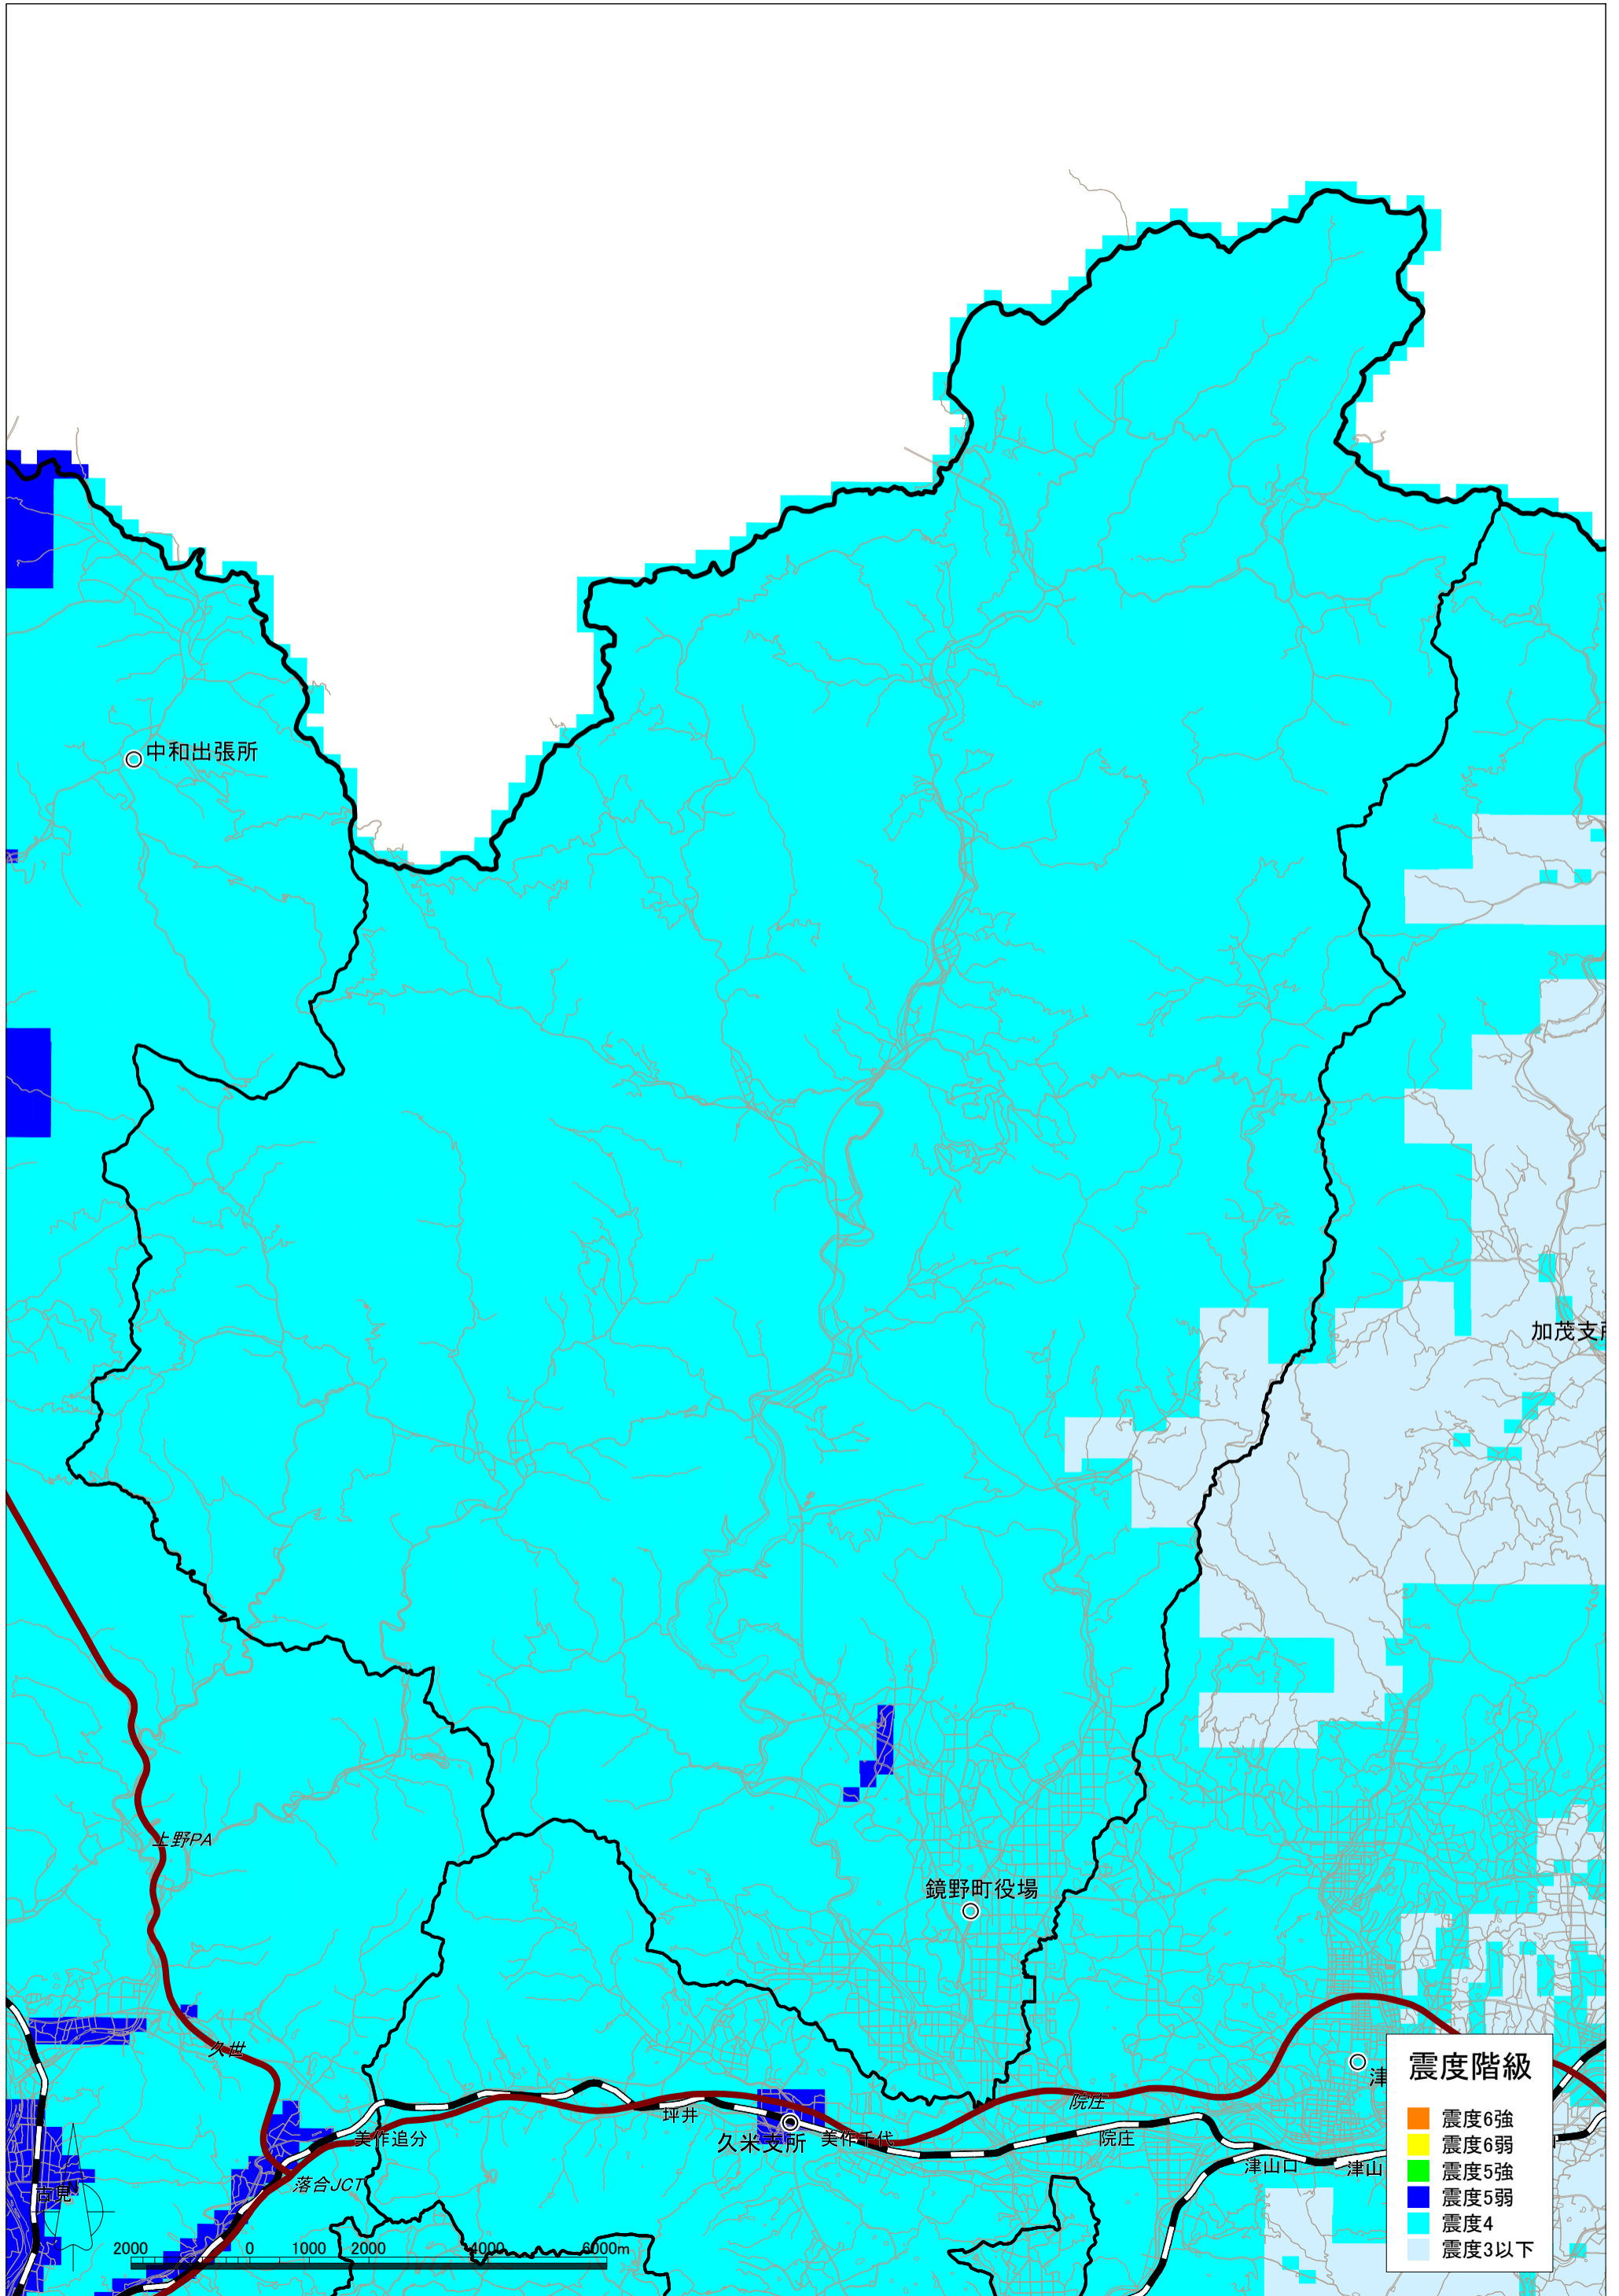 中和出張所
加茂支
上野PA
鏡野町役場
久世
坪井
久米支所
美作千代
院庄
院庄
美作追分
津山口
津山
津
落合JCT
古見
2000 0 1000 2000 4000 6000m
震度階級
震度6強
震度6弱
震度5強
震度5弱
震度4
震度3以下